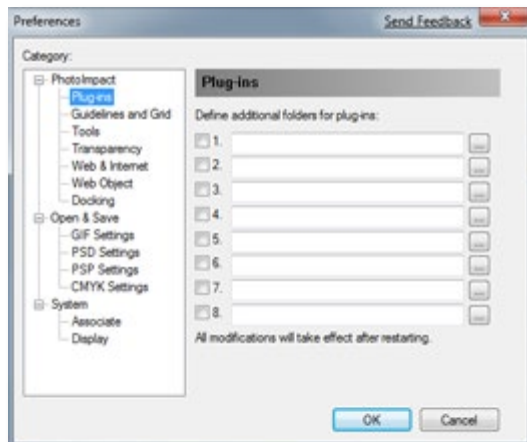 Preferences
Send Feedback
Category:
PhotoImpact
Plug-ins
Guidelines and Grid
Tools
Transparency
Web & Internet
Web Object
Docking
Open & Save
GIF Settings
PSD Settings
PSP Settings
CMYK Settings
System
Associate
Display
Plug-ins
Define additional folders for plug-ins:
1.
...
2.
...
3.
...
4.
...
5.
...
6.
...
7.
...
8.
...
All modifications will take effect after restarting.
OK
Cancel